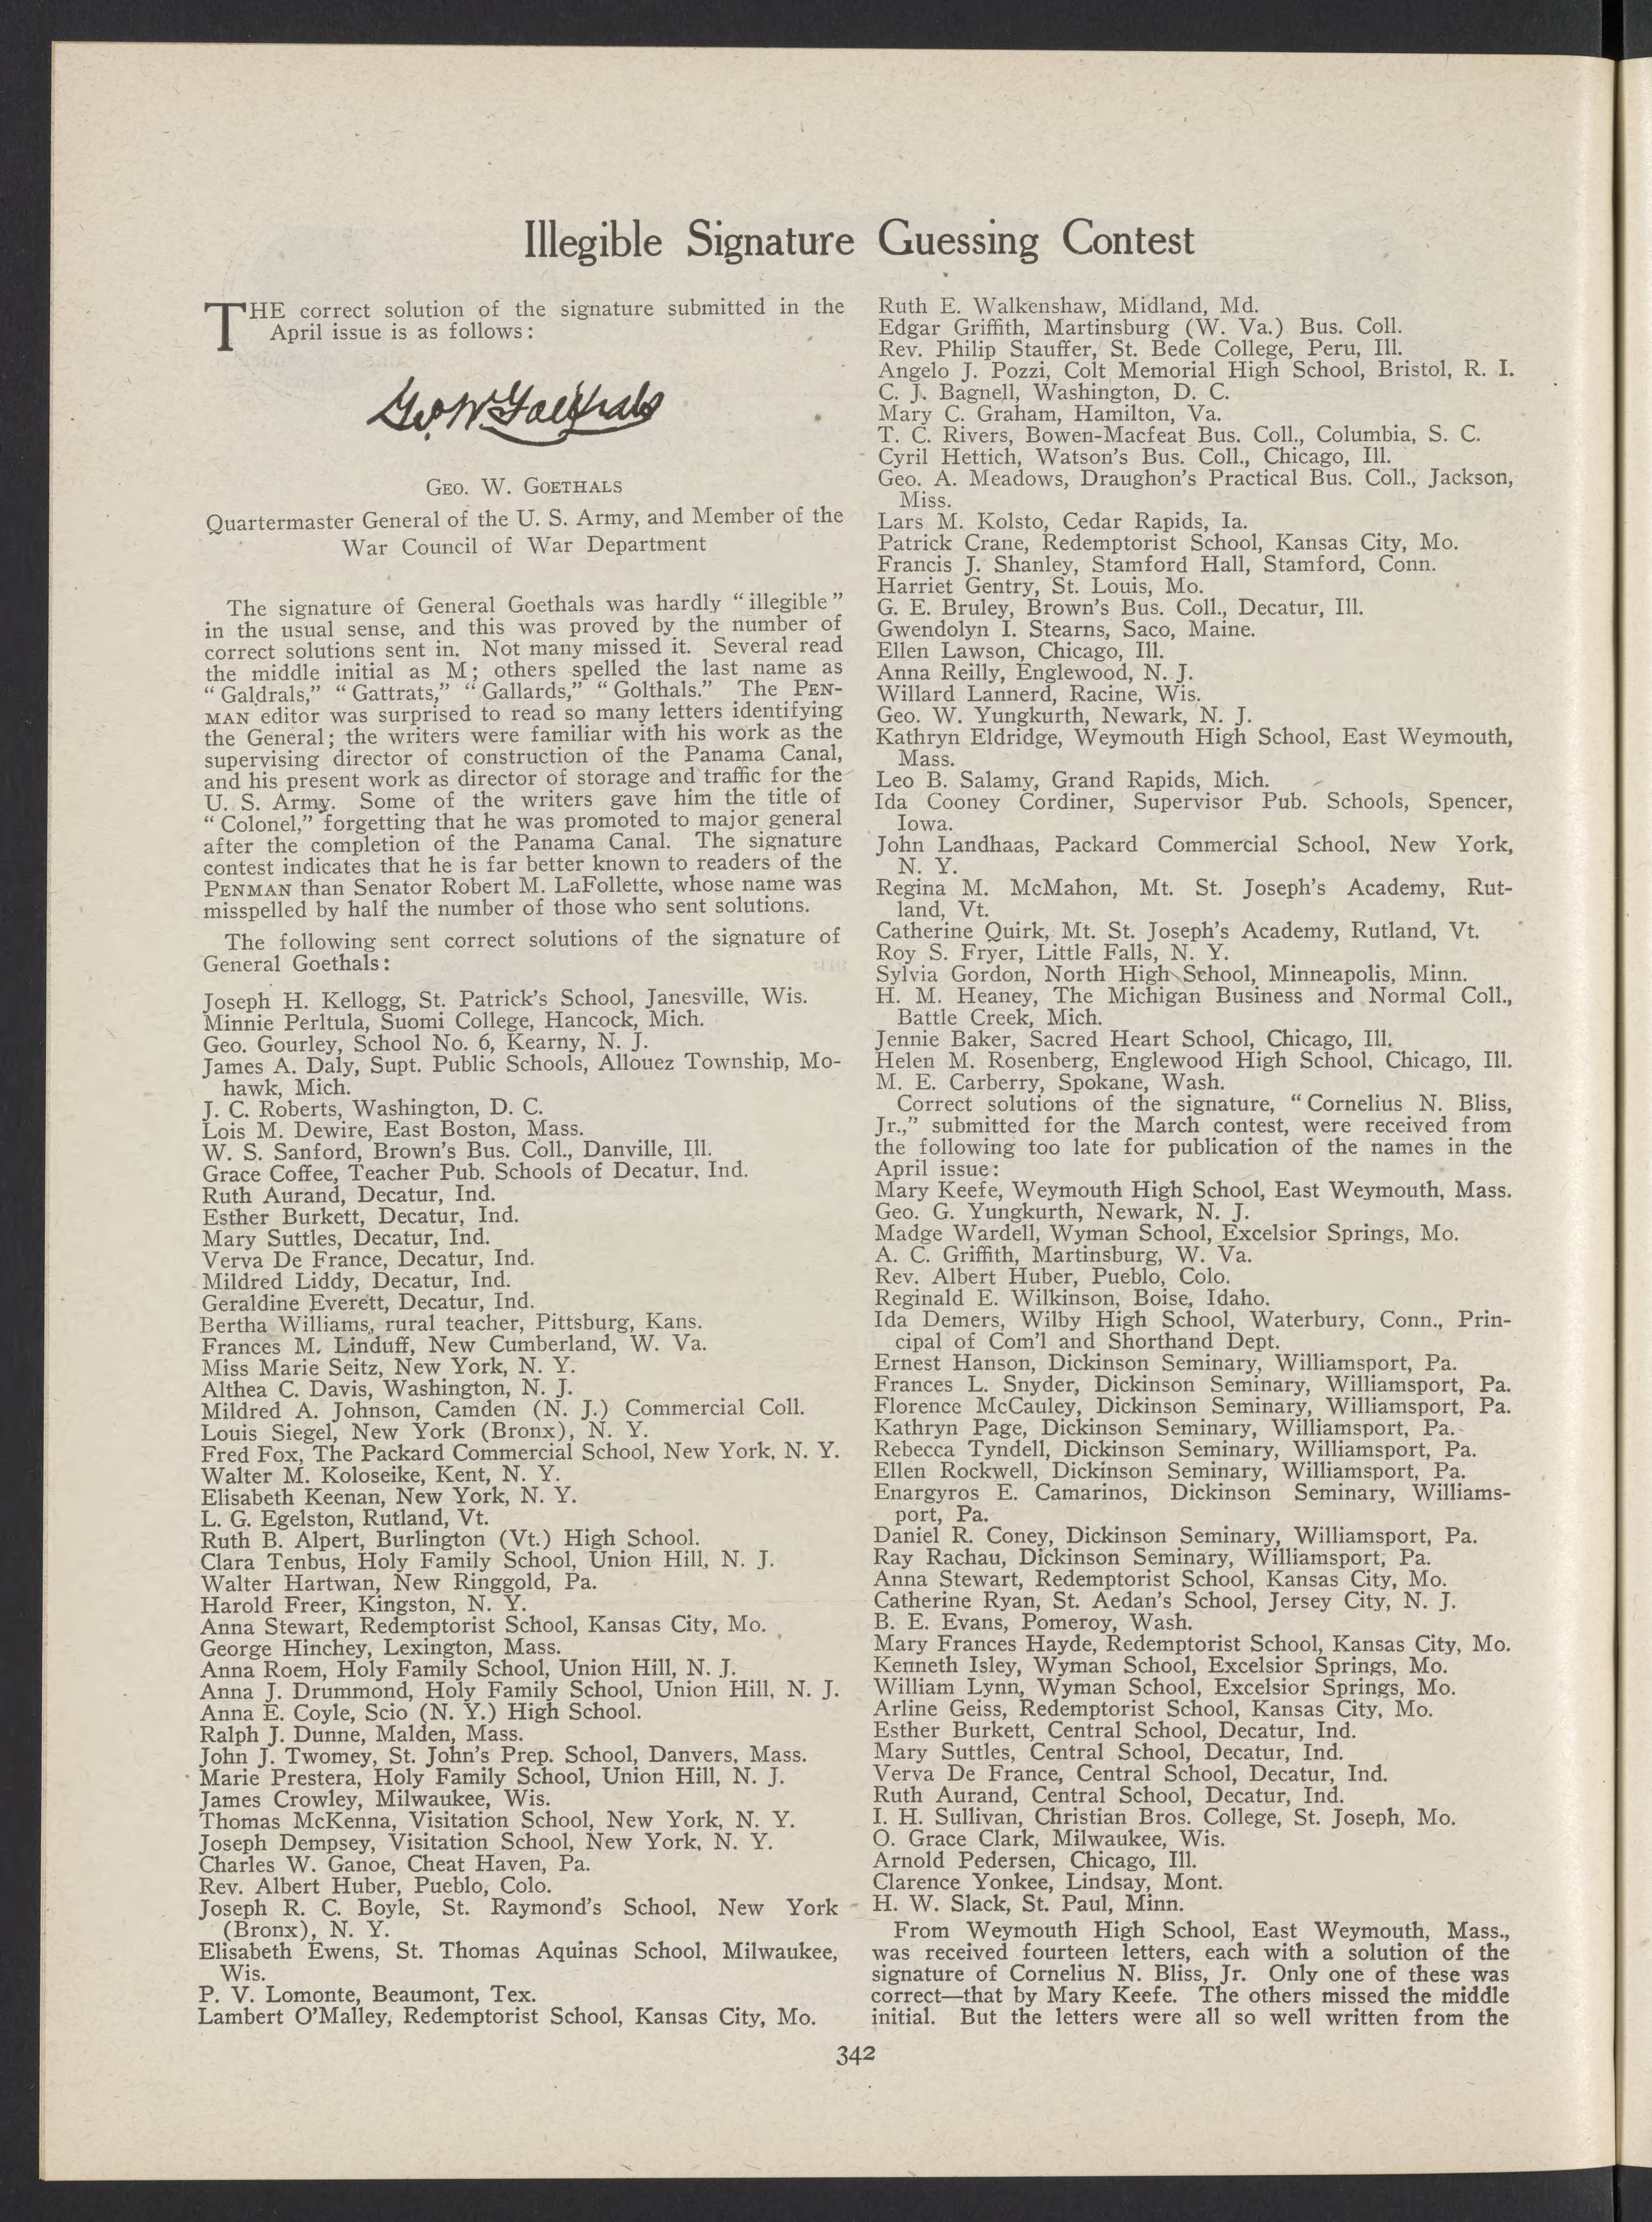 Illegible Signature Guessing Contest
THE correct solution of the signature submitted in the
April issue is as follows:
Geo. W. Goethals
GEO. W. GOETHALS
Quartermaster General of the U. S. Army, and Member of the
War Council of War Department
The signature of General Goethals was hardly "illegible"
in the usual sense, and this was proved by the number of
correct solutions sent in. Not many missed it. Several read
the middle initial as M; others spelled the last name as
"Galdrals," "Gattrats," "Gallards," "Golthals." The PEN-
MAN editor was surprised to read so many letters identifying
the General; the writers were familiar with his work as the
supervising director of construction of the Panama Canal,
and his present work as director of storage and traffic for the
U. S. Army. Some of the writers gave him the title of
"Colonel," forgetting that he was promoted to major general
after the completion of the Panama Canal. The signature
contest indicates that he is far better known to readers of the
PENMAN than Senator Robert M. LaFollette, whose name was
misspelled by half the number of those who sent solutions.
The following sent correct solutions of the signature of
General Goethals:
Joseph H. Kellogg, St. Patrick's School, Janesville, Wis.
Minnie Perltula, Suomi College, Hancock, Mich.
Geo. Gourley, School No. 6, Kearny, N. J.
James A. Daly, Supt. Public Schools, Allouez Township, Mo-
hawk, Mich.
J. C. Roberts, Washington, D. C.
Lois M. Dewire, East Boston, Mass.
W. S. Sanford, Brown's Bus. Coll., Danville, Ill.
Grace Coffee, Teacher Pub. Schools of Decatur, Ind.
Ruth Aurand, Decatur, Ind.
Esther Burkett, Decatur, Ind.
Mary Suttles, Decatur, Ind.
Verva De France, Decatur, Ind.
Mildred Liddy, Decatur, Ind.
Geraldine Everett, Decatur, Ind.
Bertha Williams, rural teacher, Pittsburg, Kans.
Frances M. Linduff, New Cumberland, W. Va.
Miss Marie Seitz, New York, N. Y.
Althea C. Davis, Washington, N. J.
Mildred A. Johnson, Camden (N. J.) Commercial Coll.
Louis Siegel, New York (Bronx), N. Y.
Fred Fox, The Packard Commercial School, New York, N. Y.
Walter M. Koloseike, Kent, N. Y.
Elisabeth Keenan, New York, N. Y.
L. G. Egelston, Rutland, Vt.
Ruth B. Alpert, Burlington (Vt.) High School.
Clara Tenbus, Holy Family School, Union Hill, N. J.
Walter Hartwan, New Ringgold, Pa.
Harold Freer, Kingston, N. Y.
Anna Stewart, Redemptorist School, Kansas City, Mo.
George Hinchey, Lexington, Mass.
Anna Roem, Holy Family School, Union Hill, N. J.
Anna J. Drummond, Holy Family School, Union Hill, N. J.
Anna E. Coyle, Scio (N. Y.) High School.
Ralph J. Dunne, Malden, Mass.
John J. Twomey, St. John's Prep. School, Danvers, Mass.
Marie Prestera, Holy Family School, Union Hill, N. J.
James Crowley, Milwaukee, Wis.
Thomas McKenna, Visitation School, New York, N. Y.
Joseph Dempsey, Visitation School, New York, N. Y.
Charles W. Ganoe, Cheat Haven, Pa.
Rev. Albert Huber, Pueblo, Colo.
Joseph R. C. Boyle, St. Raymond's School, New York
(Bronx), N. Y.
Elisabeth Ewens, St. Thomas Aquinas School, Milwaukee,
Wis.
P. V. Lomonte, Beaumont, Tex.
Lambert O'Malley, Redemptorist School, Kansas City, Mo.
Ruth E. Walkenshaw, Midland, Md.
Edgar Griffith, Martinsburg (W. Va.) Bus. Coll.
Rev. Philip Stauffer, St. Bede College, Peru, Ill.
Angelo J. Pozzi, Colt Memorial High School, Bristol, R. I.
C. J. Bagnell, Washington, D. C.
Mary C. Graham, Hamilton, Va.
T. C. Rivers, Bowen-Macfeat Bus. Coll., Columbia, S. C.
Cyril Hettich, Watson's Bus. Coll., Chicago, Ill.
Geo. A. Meadows, Draughon's Practical Bus. Coll., Jackson,
Miss.
Lars M. Kolsto, Cedar Rapids, Ia.
Patrick Crane, Redemptorist School, Kansas City, Mo.
Francis J. Shanley, Stamford Hall, Stamford, Conn.
Harriet Gentry, St. Louis, Mo.
G. E. Bruley, Brown's Bus. Coll., Decatur, Ill.
Gwendolyn I. Stearns, Saco, Maine.
Ellen Lawson, Chicago, Ill.
Anna Reilly, Englewood, N. J.
Willard Lannerd, Racine, Wis.
Geo. W. Yungkurth, Newark, N. J.
Kathryn Eldridge, Weymouth High School, East Weymouth,
Mass.
Leo B. Salamy, Grand Rapids, Mich.
Ida Cooney Cordiner, Supervisor Pub. Schools, Spencer,
Iowa.
John Landhaas, Packard Commercial School, New York,
N. Y.
Regina M. McMahon, Mt. St. Joseph's Academy, Rut-
land, Vt.
Catherine Quirk, Mt. St. Joseph's Academy, Rutland, Vt.
Roy S. Fryer, Little Falls, N. Y.
Sylvia Gordon, North High School, Minneapolis, Minn.
H. M. Heaney, The Michigan Business and Normal Coll.,
Battle Creek, Mich.
Jennie Baker, Sacred Heart School, Chicago, Ill.
Helen M. Rosenberg, Englewood High School, Chicago, Ill.
M. E. Carberry, Spokane, Wash.
Correct solutions of the signature, "Cornelius N. Bliss,
Jr.," submitted for the March contest, were received from
the following too late for publication of the names in the
April issue:
Mary Keefe, Weymouth High School, East Weymouth, Mass.
Geo. G. Yungkurth, Newark, N. J.
Madge Wardell, Wyman School, Excelsior Springs, Mo.
A. C. Griffith, Martinsburg, W. Va.
Rev. Albert Huber, Pueblo, Colo.
Reginald E. Wilkinson, Boise, Idaho.
Ida Demers, Wilby High School, Waterbury, Conn., Prin-
cipal of Com'l and Shorthand Dept.
Ernest Hanson, Dickinson Seminary, Williamsport, Pa.
Frances L. Snyder, Dickinson Seminary, Williamsport, Pa.
Florence McCauley, Dickinson Seminary, Williamsport, Pa.
Kathryn Page, Dickinson Seminary, Williamsport, Pa.
Rebecca Tyndell, Dickinson Seminary, Williamsport, Pa.
Ellen Rockwell, Dickinson Seminary, Williamsport, Pa.
Enargyros E. Camarinos, Dickinson Seminary, Williams-
port, Pa.
Daniel R. Coney, Dickinson Seminary, Williamsport, Pa.
Ray Rachau, Dickinson Seminary, Williamsport, Pa.
Anna Stewart, Redemptorist School, Kansas City, Mo.
Catherine Ryan, St. Aedan's School, Jersey City, N. J.
B. E. Evans, Pomeroy, Wash.
Mary Frances Hayde, Redemptorist School, Kansas City, Mo.
Kenneth Isley, Wyman School, Excelsior Springs, Mo.
William Lynn, Wyman School, Excelsior Springs, Mo.
Arline Geiss, Redemptorist School, Kansas City, Mo.
Esther Burkett, Central School, Decatur, Ind.
Mary Suttles, Central School, Decatur, Ind.
Verva De France, Central School, Decatur, Ind.
Ruth Aurand, Central School, Decatur, Ind.
I. H. Sullivan, Christian Bros. College, St. Joseph, Mo.
O. Grace Clark, Milwaukee, Wis.
Arnold Pedersen, Chicago, Ill.
Clarence Yonkee, Lindsay, Mont.
H. W. Slack, St. Paul, Minn.
From Weymouth High School, East Weymouth, Mass.,
was received fourteen letters, each with a solution of the
signature of Cornelius N. Bliss, Jr. Only one of these was
correct—that by Mary Keefe. The others missed the middle
initial. But the letters were all so well written from the
342